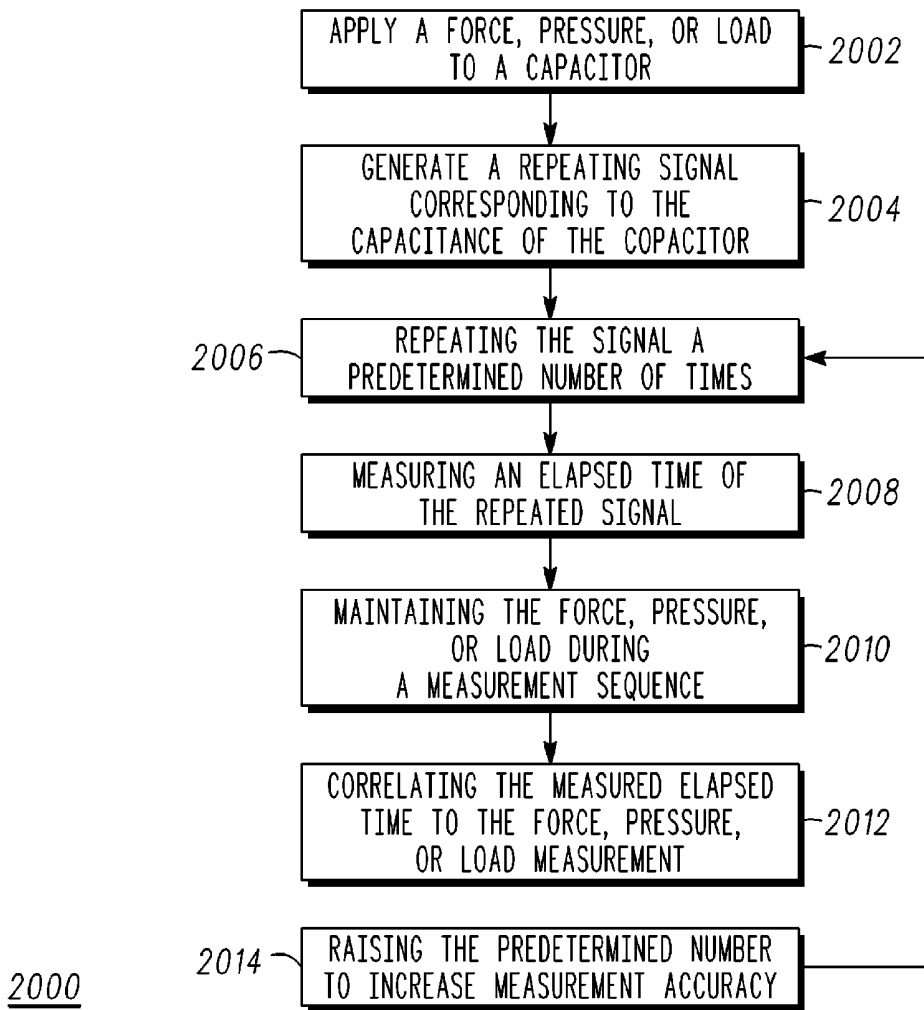 APPLY A FORCE, PRESSURE, OR LOAD
TO A CAPACITOR
2002
GENERATE A REPEATING SIGNAL
CORRESPONDING TO THE
CAPACITANCE OF THE COPACITOR
2004
2006
REPEATING THE SIGNAL A
PREDETERMINED NUMBER OF TIMES
MEASURING AN ELAPSED TIME OF
THE REPEATED SIGNAL
2008
MAINTAINING THE FORCE, PRESSURE,
OR LOAD DURING
A MEASUREMENT SEQUENCE
2010
CORRELATING THE MEASURED ELAPSED
TIME TO THE FORCE, PRESSURE,
OR LOAD MEASUREMENT
2012
2014
RAISING THE PREDETERMINED NUMBER
TO INCREASE MEASUREMENT ACCURACY
2000